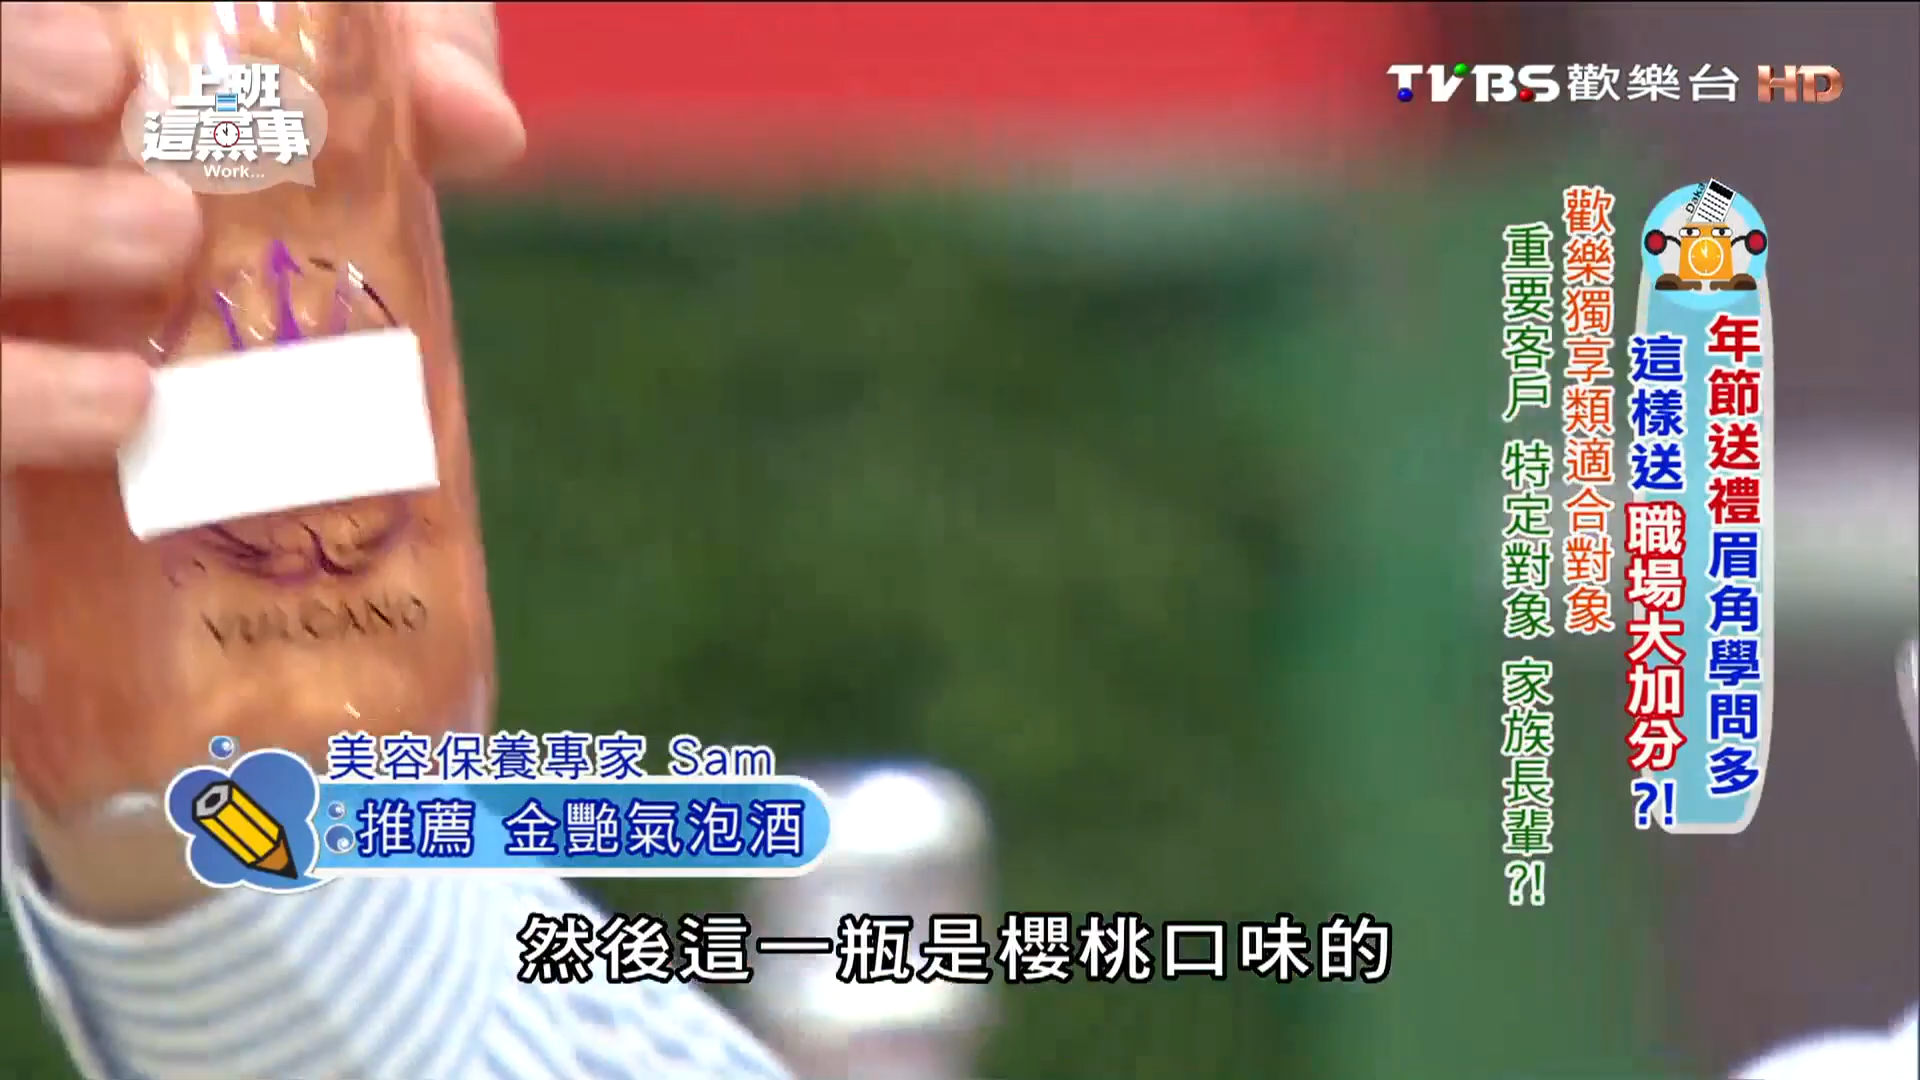 上班
這黨事
Work...
TVBS歡樂台 HD
年節送禮眉角學問多
這樣送 職場大加分?!
歡樂獨享類適合對象
重要客戶 特定對象 家族長輩?!
VULCANO
美容保養專家 Sam
推薦 金艷氣泡酒
然後這一瓶是櫻桃口味的